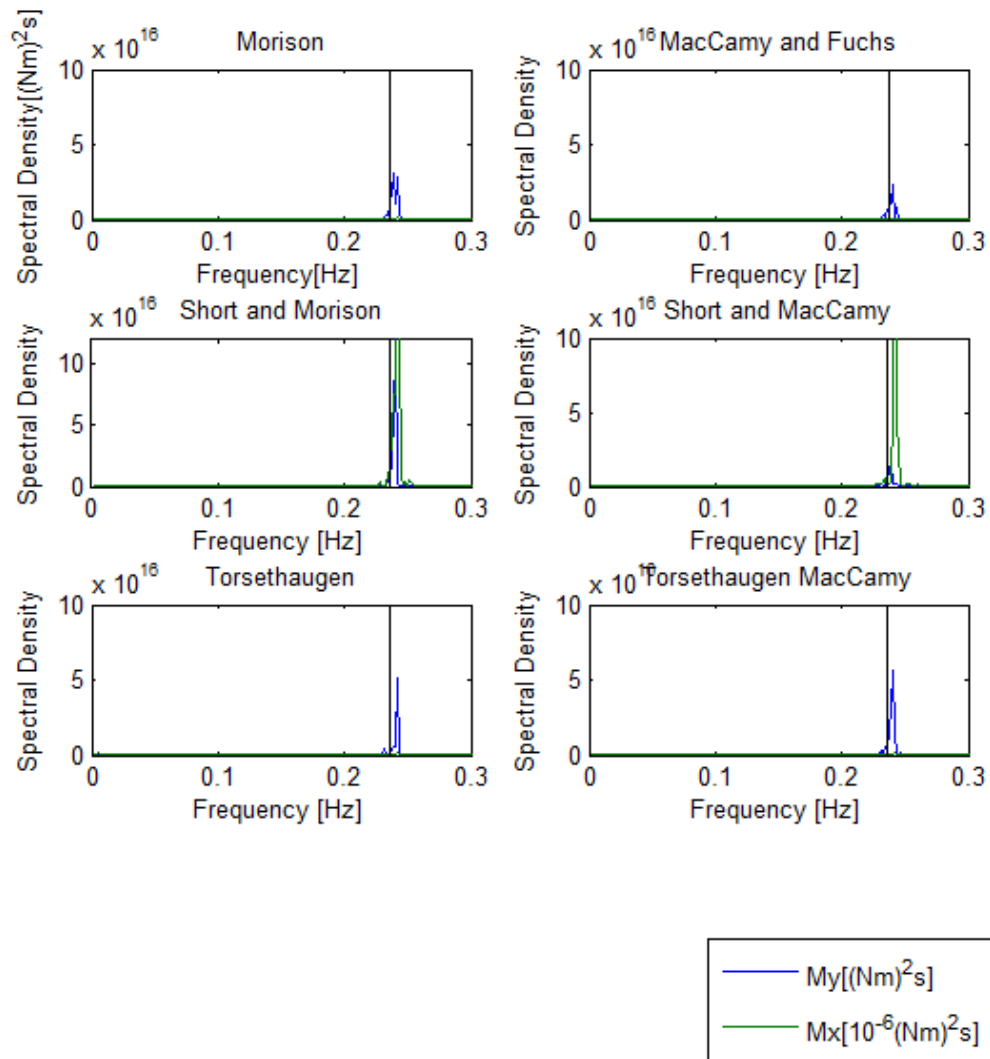 x 10^16 Morison
Spectral Density[(Nm)^2s]
10
5
0
0 0.1 0.2 0.3
Frequency[Hz]
x 10^16 MacCamy and Fuchs
Spectral Density
10
5
0
0 0.1 0.2 0.3
Frequency [Hz]
x 10^16 Short and Morison
Spectral Density
10
5
0
0 0.1 0.2 0.3
Frequency [Hz]
x 10^16 Short and MacCamy
Spectral Density
10
5
0
0 0.1 0.2 0.3
Frequency [Hz]
x 10^16 Torsethaugen
Spectral Density
10
5
0
0 0.1 0.2 0.3
Frequency [Hz]
x 10^16 Torsethaugen MacCamy
Spectral Density
10
5
0
0 0.1 0.2 0.3
Frequency [Hz]
My[(Nm)^2s]
Mx[10^-6(Nm)^2s]